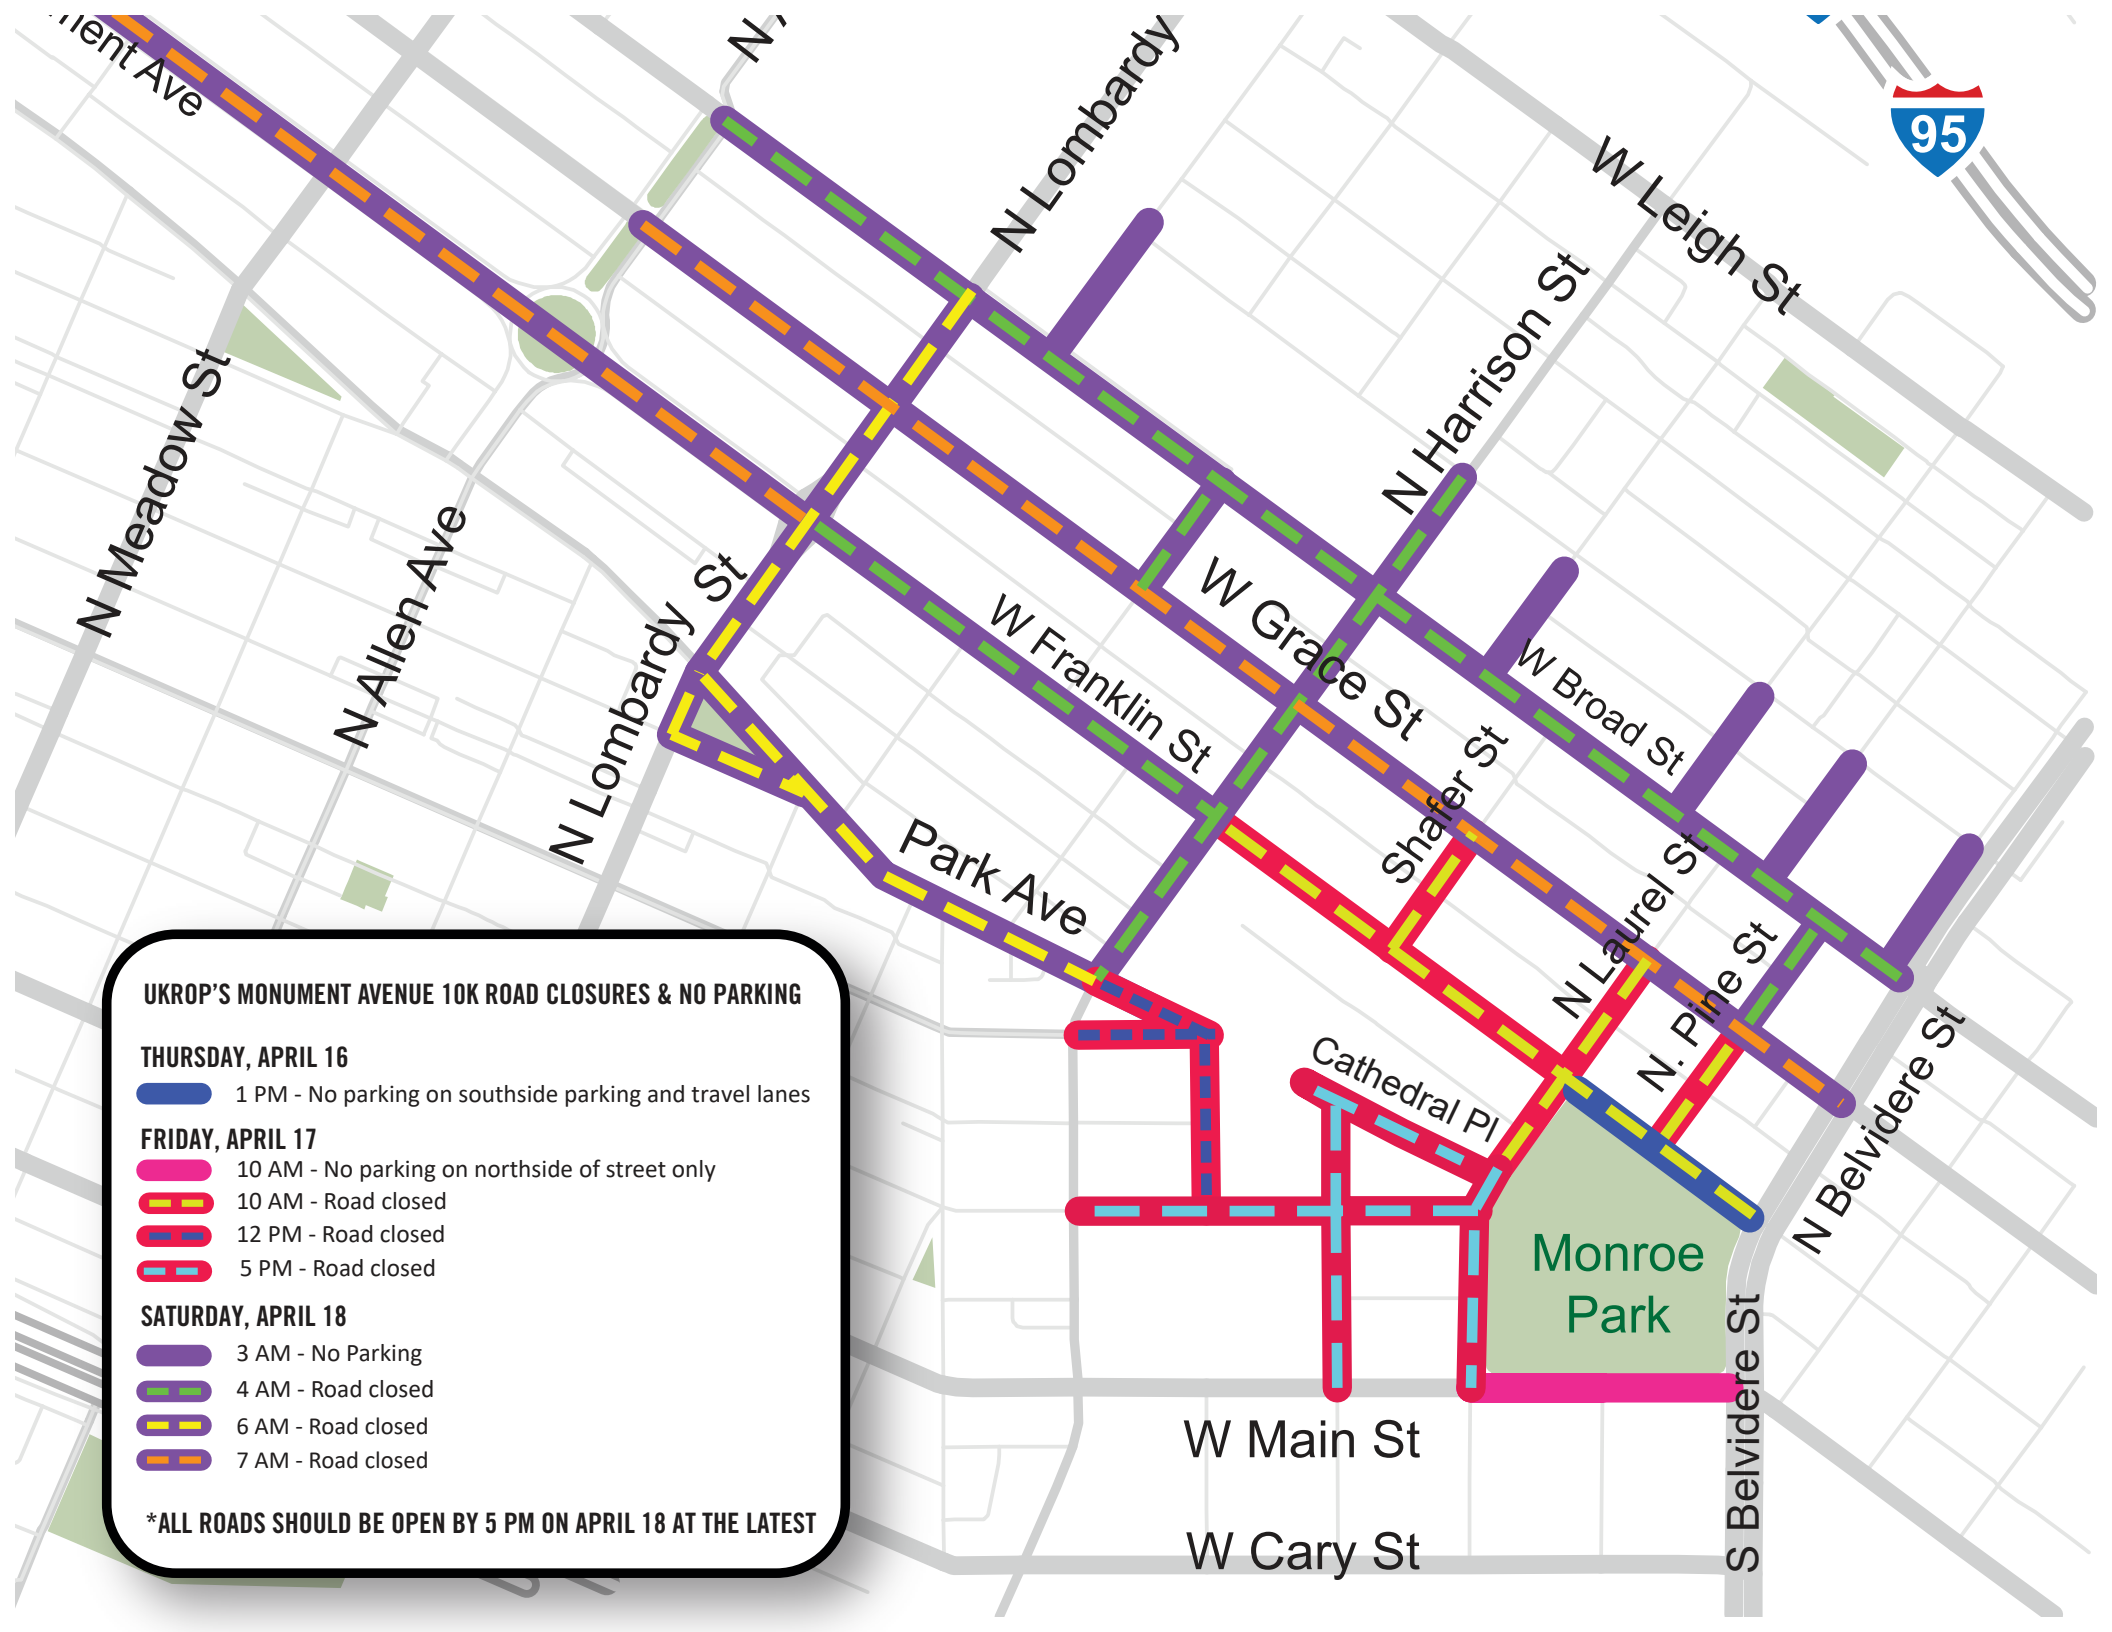 ment Ave
N
N Lombardy
95
W Leigh St
N Harrison St
N Meadow St
N Allen Ave
N Lombardy St
W Grace St
W Franklin St
W Broad St
Shafer St
Park Ave
N Laurel St
N. Pine St
Cathedral Pl
N Belvidere St
Monroe
Park
S Belvidere St
W Main St
W Cary St
UKROP'S MONUMENT AVENUE 10K ROAD CLOSURES & NO PARKING
THURSDAY, APRIL 16
1 PM - No parking on southside parking and travel lanes
FRIDAY, APRIL 17
10 AM - No parking on northside of street only
10 AM - Road closed
12 PM - Road closed
5 PM - Road closed
SATURDAY, APRIL 18
3 AM - No Parking
4 AM - Road closed
6 AM - Road closed
7 AM - Road closed
*ALL ROADS SHOULD BE OPEN BY 5 PM ON APRIL 18 AT THE LATEST